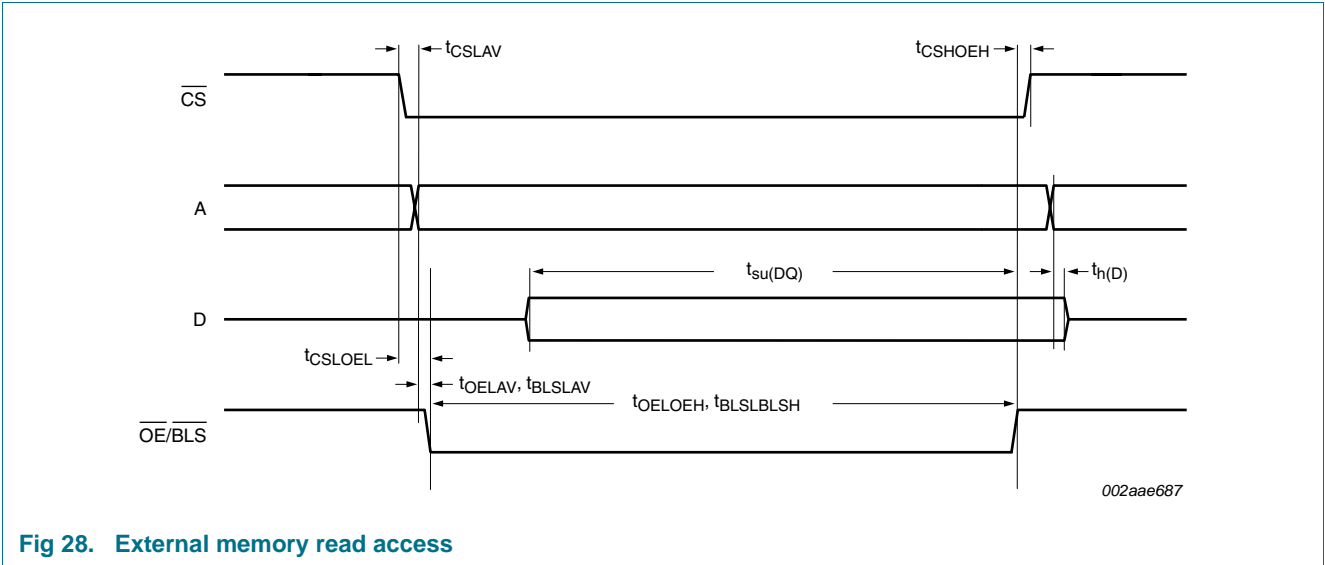 tCSLAV
tCSHOEH
CS
A
tsu(DQ)
th(D)
D
tCSLOEL
tOELAV, tBLSLAV
tOELOEH, tBLSLBLSH
OE/BLS
002aae687
Fig 28. External memory read access